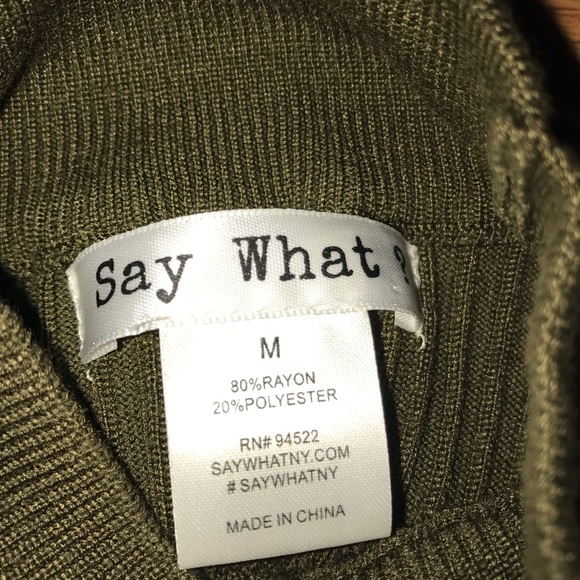 Say What?
M
80%RAYON
20%POLYESTER
RN# 94522
SAYWHATNY.COM
# SAYWHATNY
MADE IN CHINA